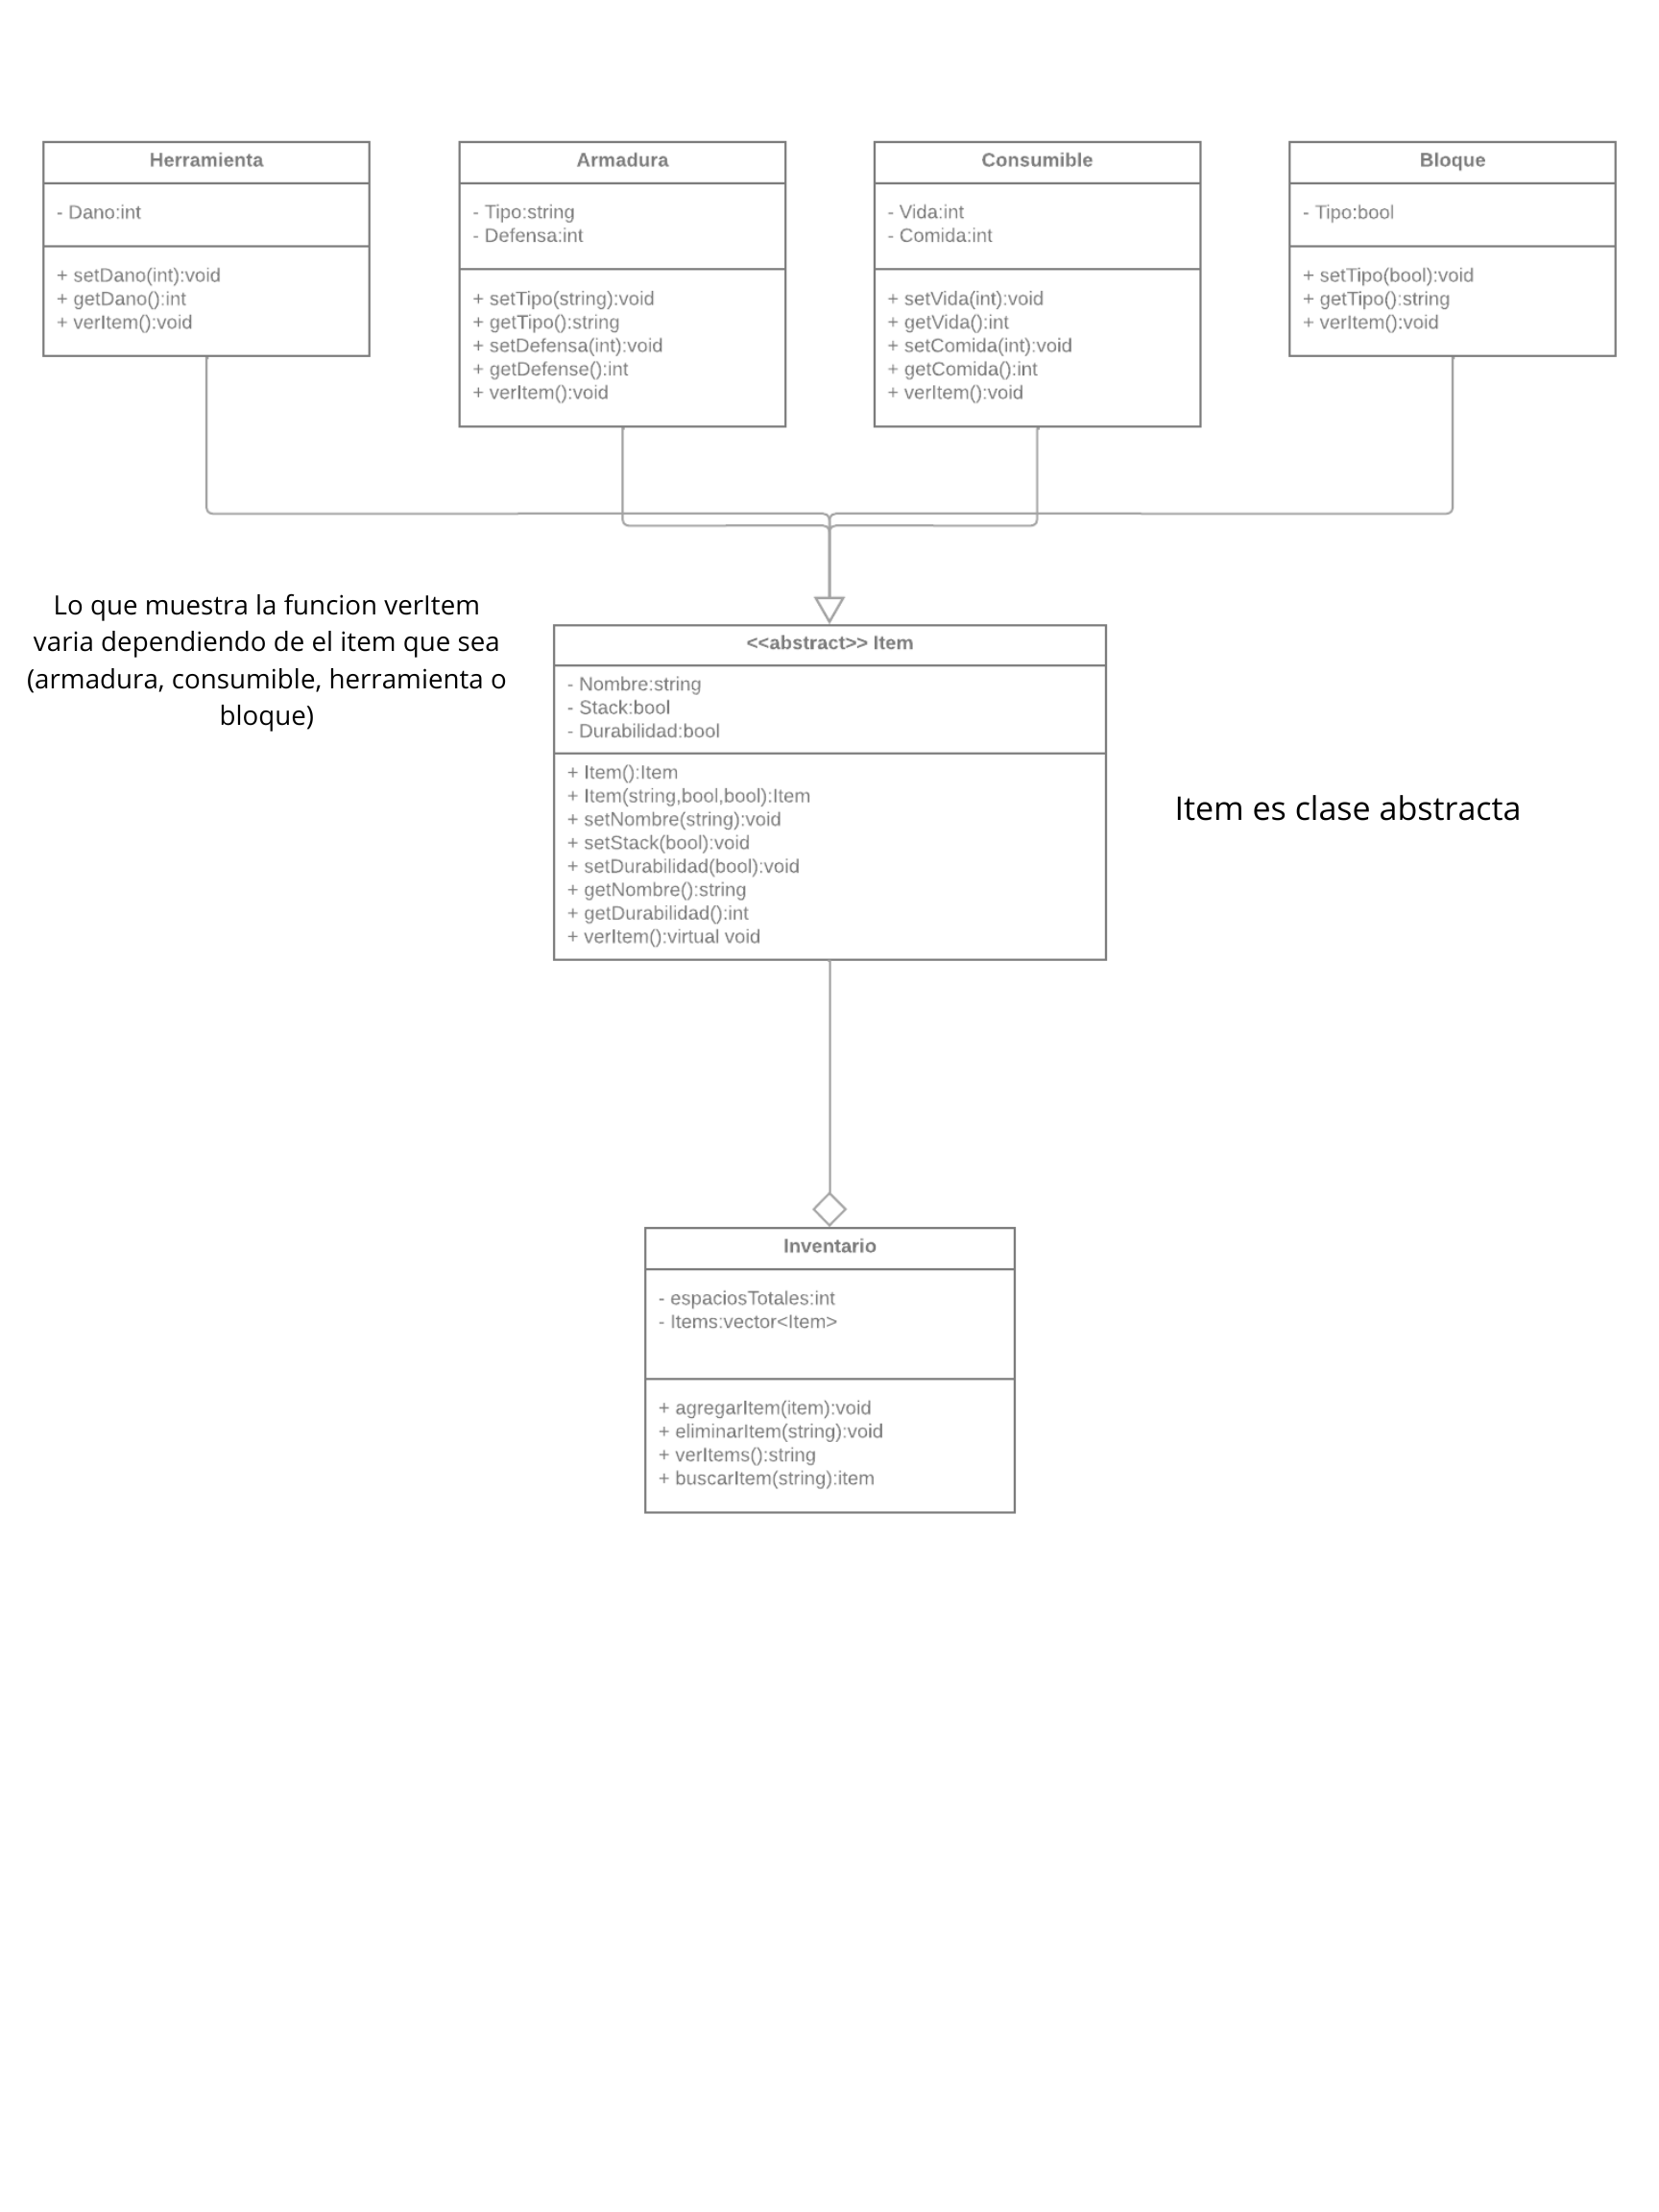 Herramienta
- Dano:int
+ setDano(int):void
+ getDano():int
+ verItem():void
Armadura
- Tipo:string
- Defensa:int
+ setTipo(string):void
+ getTipo():string
+ setDefensa(int):void
+ getDefense():int
+ verItem():void
Consumible
- Vida:int
- Comida:int
+ setVida(int):void
+ getVida():int
+ setComida(int):void
+ getComida():int
+ verItem():void
Bloque
- Tipo:bool
+ setTipo(bool):void
+ getTipo():string
+ verItem():void
Lo que muestra la funcion verItem
varia dependiendo de el item que sea
(armadura, consumible, herramienta o
bloque)
<<abstract>> Item
- Nombre:string
- Stack:bool
- Durabilidad:bool
+ Item():Item
+ Item(string,bool,bool):Item
+ setNombre(string):void
+ setStack(bool):void
+ setDurabilidad(bool):void
+ getNombre():string
+ getDurabilidad():int
+ verItem():virtual void
Item es clase abstracta
Inventario
- espaciosTotales:int
- Items:vector<Item>
+ agregarItem(item):void
+ eliminarItem(string):void
+ verItems():string
+ buscarItem(string):item